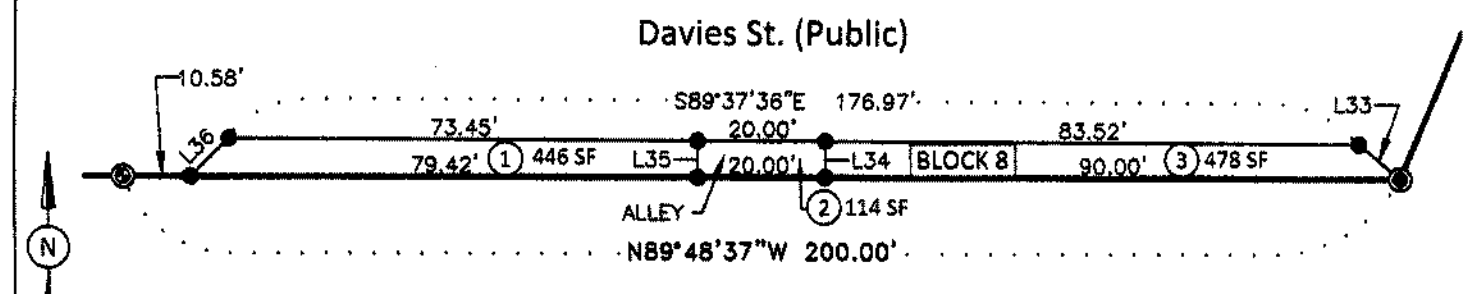 Davies St. (Public)
10.58'
S89°37'36"E 176.97'
L33
L36
73.45'
20.00'
83.52'
79.42' 1 446 SF
L35
20.00'
L34
BLOCK 8
90.00' 3 478 SF
ALLEY
2 114 SF
N
N89°48'37"W 200.00'